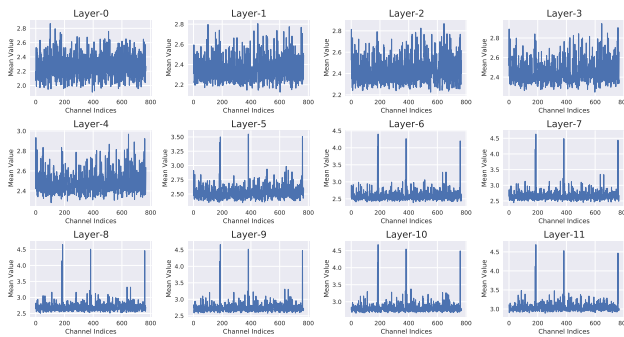 Layer-0 Layer-1 Layer-2 Layer-3
2.8 2.6 2.4 2.2 2.0
2.8 2.6 2.4 2.2
2.8 2.6 2.4 2.2
2.8 2.6 2.4
Mean Value Mean Value Mean Value Mean Value
0 200 400 600 800 0 200 400 600 800 0 200 400 600 800 0 200 400 600 800
Channel Indices Channel Indices Channel Indices Channel Indices
Layer-4 Layer-5 Layer-6 Layer-7
3.0 2.8 2.6 2.4
3.50 3.25 3.00 2.75 2.50
4.5 4.0 3.5 3.0 2.5
4.5 4.0 3.5 3.0 2.5
Mean Value Mean Value Mean Value Mean Value
0 200 400 600 800 0 200 400 600 800 0 200 400 600 800 0 200 400 600 800
Channel Indices Channel Indices Channel Indices Channel Indices
Layer-8 Layer-9 Layer-10 Layer-11
4.5 4.0 3.5 3.0 2.5
4.5 4.0 3.5 3.0 2.5
4.5 4.0 3.5 3.0
4.5 4.0 3.5 3.0
Mean Value Mean Value Mean Value Mean Value
0 200 400 600 800 0 200 400 600 800 0 200 400 600 800 0 200 400 600 800
Channel Indices Channel Indices Channel Indices Channel Indices